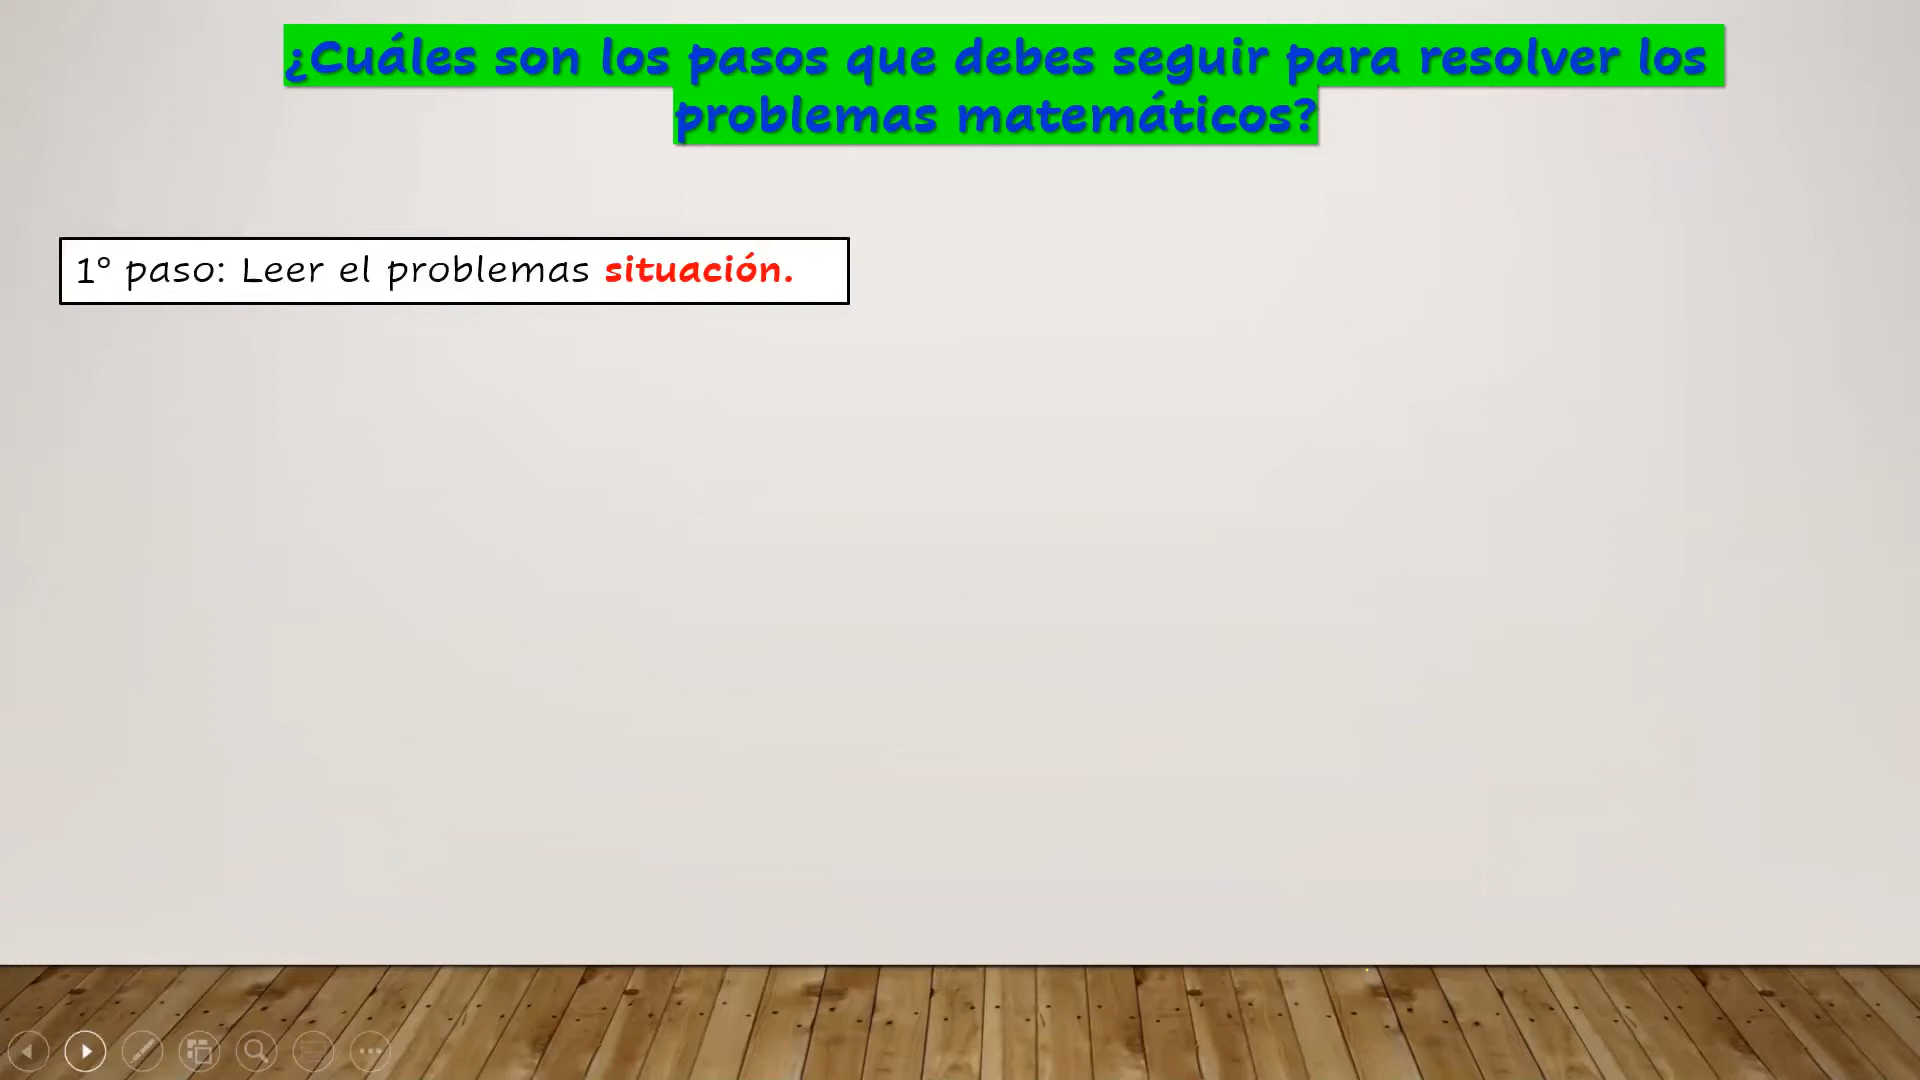 ¿Cuáles son los pasos que debes seguir para resolver los
problemas matemáticos?
1° paso: Leer el problemas situación.